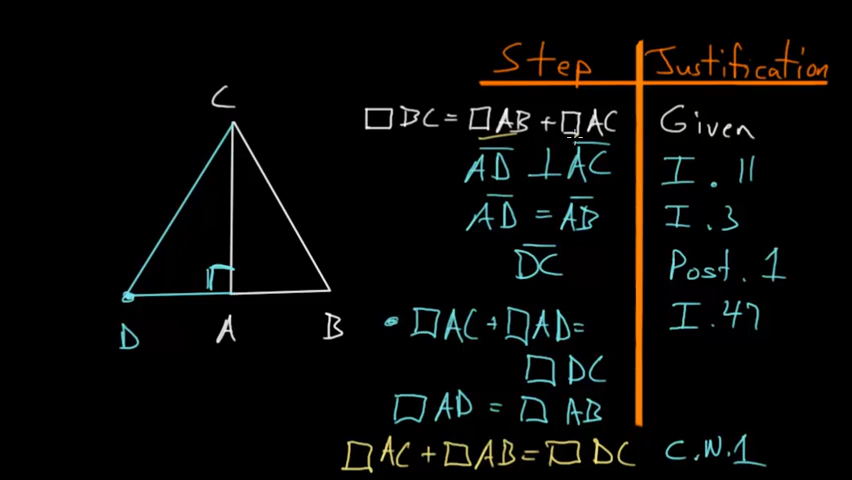 Step Justification
C
□ BC = □ AB + □ AC Given
AD ⊥ AC I . 11
AD = AB I . 3
DC Post. 1
D A B • □ AC + □ AD = I . 47
□ DC
□ AD = □ AB
□ AC + □ AB = □ DC C.N.1